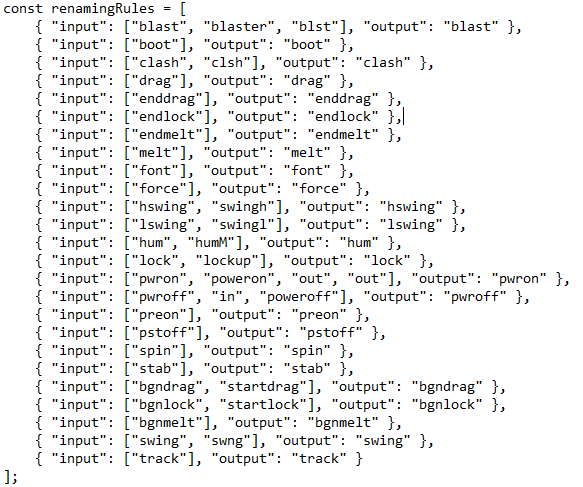 const renamingRules = [
    { "input": ["blast", "blaster", "blst"], "output": "blast" },
    { "input": ["boot"], "output": "boot" },
    { "input": ["clash", "clsh"], "output": "clash" },
    { "input": ["drag"], "output": "drag" },
    { "input": ["enddrag"], "output": "enddrag" },
    { "input": ["endlock"], "output": "endlock" },
    { "input": ["endmelt"], "output": "endmelt" },
    { "input": ["melt"], "output": "melt" },
    { "input": ["font"], "output": "font" },
    { "input": ["force"], "output": "force" },
    { "input": ["hswing", "swingh"], "output": "hswing" },
    { "input": ["lswing", "swingl"], "output": "lswing" },
    { "input": ["hum", "humM"], "output": "hum" },
    { "input": ["lock", "lockup"], "output": "lock" },
    { "input": ["pwron", "poweron", "out", "out"], "output": "pwron" },
    { "input": ["pwroff", "in", "poweroff"], "output": "pwroff" },
    { "input": ["preon"], "output": "preon" },
    { "input": ["pstoff"], "output": "pstoff" },
    { "input": ["spin"], "output": "spin" },
    { "input": ["stab"], "output": "stab" },
    { "input": ["bgndrag", "startdrag"], "output": "bgndrag" },
    { "input": ["bgnlock", "startlock"], "output": "bgnlock" },
    { "input": ["bgnmelt"], "output": "bgnmelt" },
    { "input": ["swing", "swng"], "output": "swing" },
    { "input": ["track"], "output": "track" }
];